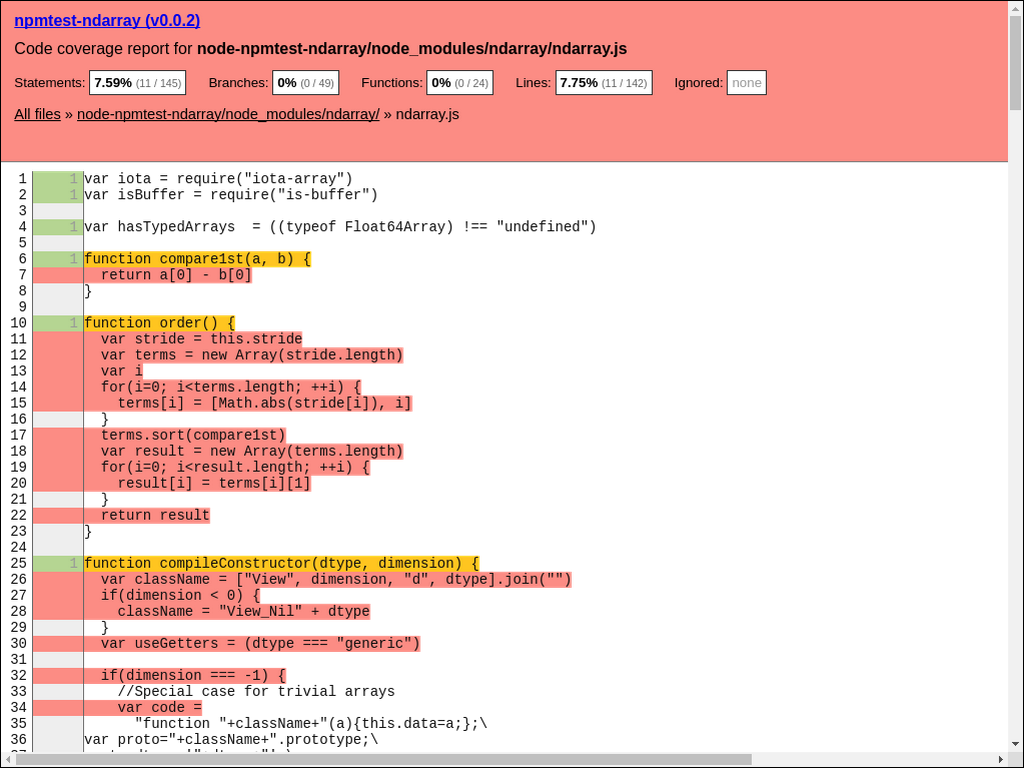 npmtest-ndarray (v0.0.2)
Code coverage report for node-npmtest-ndarray/node_modules/ndarray/ndarray.js
Statements: 7.59% (11 / 145) Branches: 0% (0 / 49) Functions: 0% (0 / 24) Lines: 7.75% (11 / 142) Ignored: none
All files » node-npmtest-ndarray/node_modules/ndarray/ » ndarray.js
1 1 var iota = require("iota-array")
2 1 var isBuffer = require("is-buffer")
3
4 1 var hasTypedArrays  = ((typeof Float64Array) !== "undefined")
5
6 1 function compare1st(a, b) {
7   return a[0] - b[0]
8 }
9
10 1 function order() {
11   var stride = this.stride
12   var terms = new Array(stride.length)
13   var i
14   for(i=0; i<terms.length; ++i) {
15     terms[i] = [Math.abs(stride[i]), i]
16   }
17   terms.sort(compare1st)
18   var result = new Array(terms.length)
19   for(i=0; i<result.length; ++i) {
20     result[i] = terms[i][1]
21   }
22   return result
23 }
24
25 1 function compileConstructor(dtype, dimension) {
26   var className = ["View", dimension, "d", dtype].join("")
27   if(dimension < 0) {
28     className = "View_Nil" + dtype
29   }
30   var useGetters = (dtype === "generic")
31
32   if(dimension === -1) {
33     //Special case for trivial arrays
34     var code =
35       "function "+className+"(a){this.data=a;};\
36 var proto="+className+".prototype;\